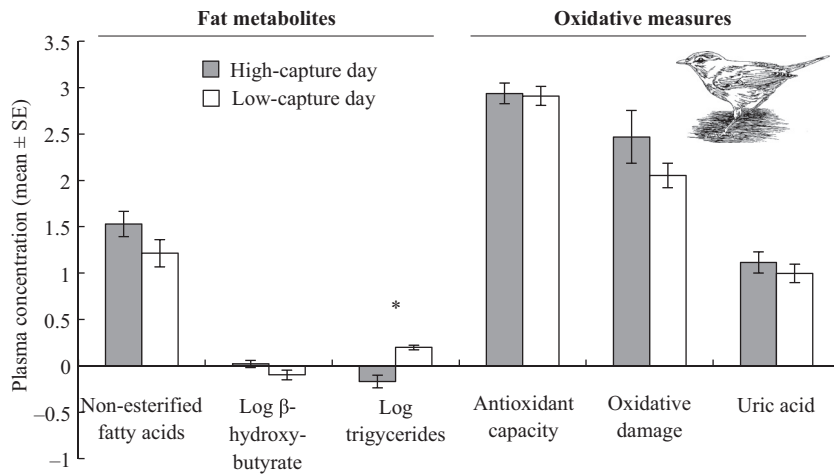 Fat metabolites
Oxidative measures
Plasma concentration (mean ± SE)
3.5
3
2.5
2
1.5
1
0.5
0
−0.5
−1
High-capture day
Low-capture day
*
Non-esterified
fatty acids
Log β-
hydroxy-
butyrate
Log
trigycerides
Antioxidant
capacity
Oxidative
damage
Uric acid